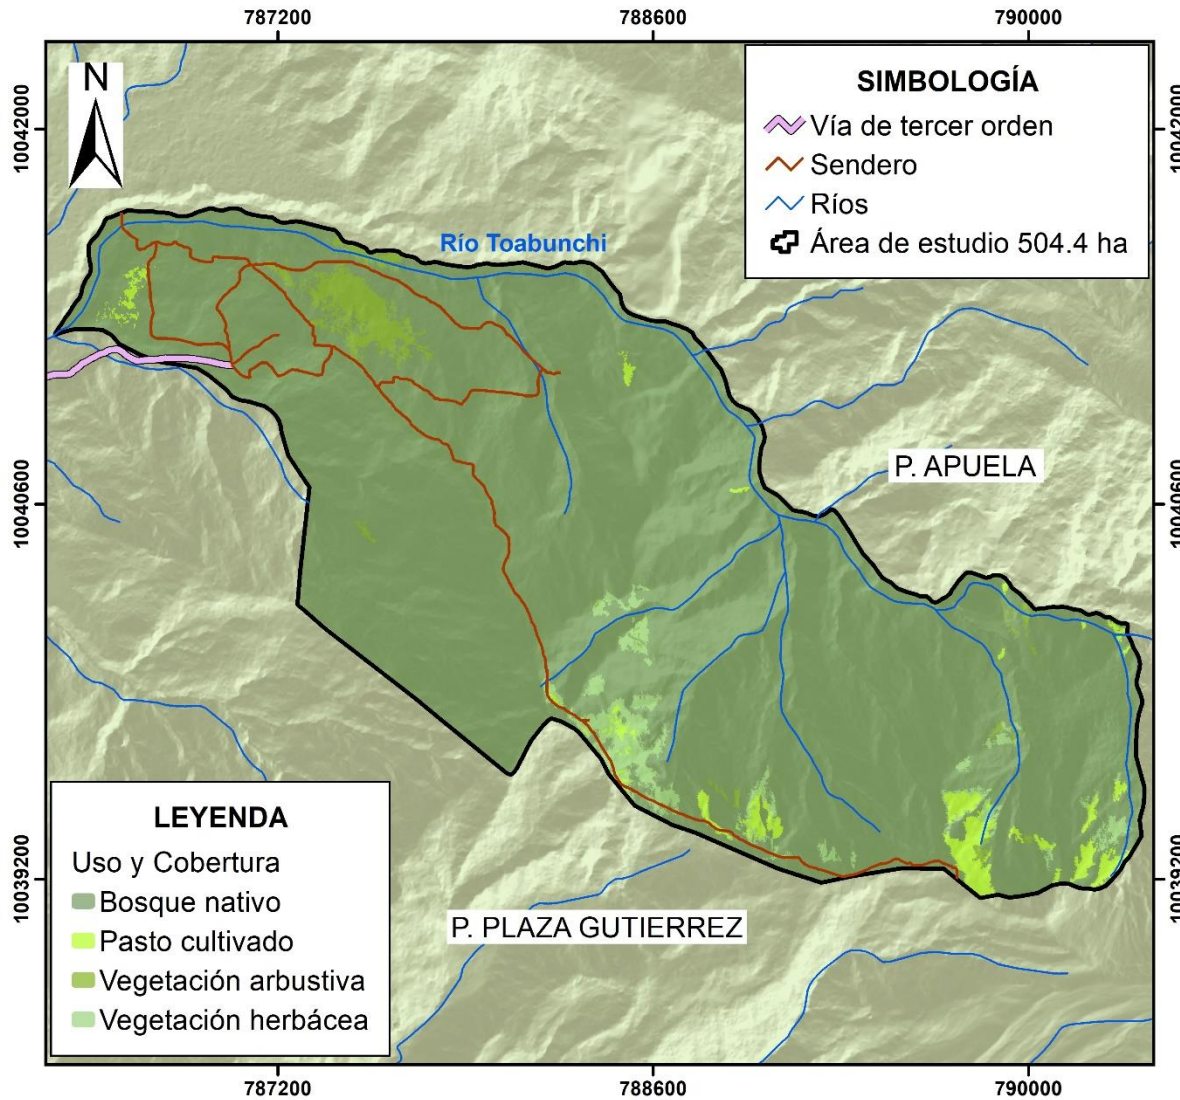 787200
788600
790000
N
SIMBOLOGÍA
Vía de tercer orden
Sendero
Ríos
Área de estudio 504.4 ha
10042000
10042000
Río Toabunchi
P. APUELA
10040600
10040600
LEYENDA
Uso y Cobertura
Bosque nativo
Pasto cultivado
Vegetación arbustiva
Vegetación herbácea
P. PLAZA GUTIERREZ
10039200
10039200
787200
788600
790000